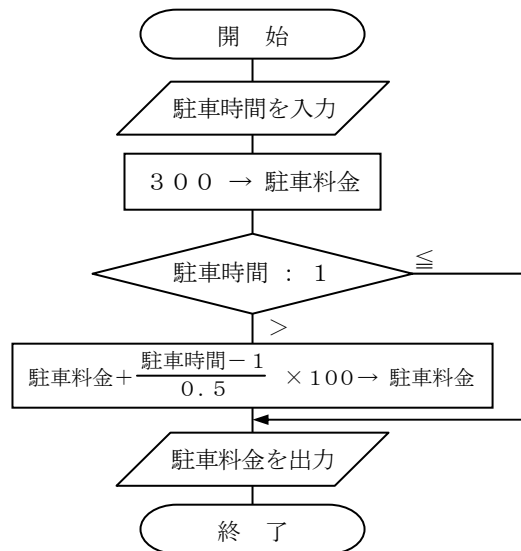 開　始
駐車時間を入力
３００ → 駐車料金
駐車時間 : １
≦
>
駐車料金＋駐車時間－１/０.５ ×100→ 駐車料金
駐車料金を出力
終　了